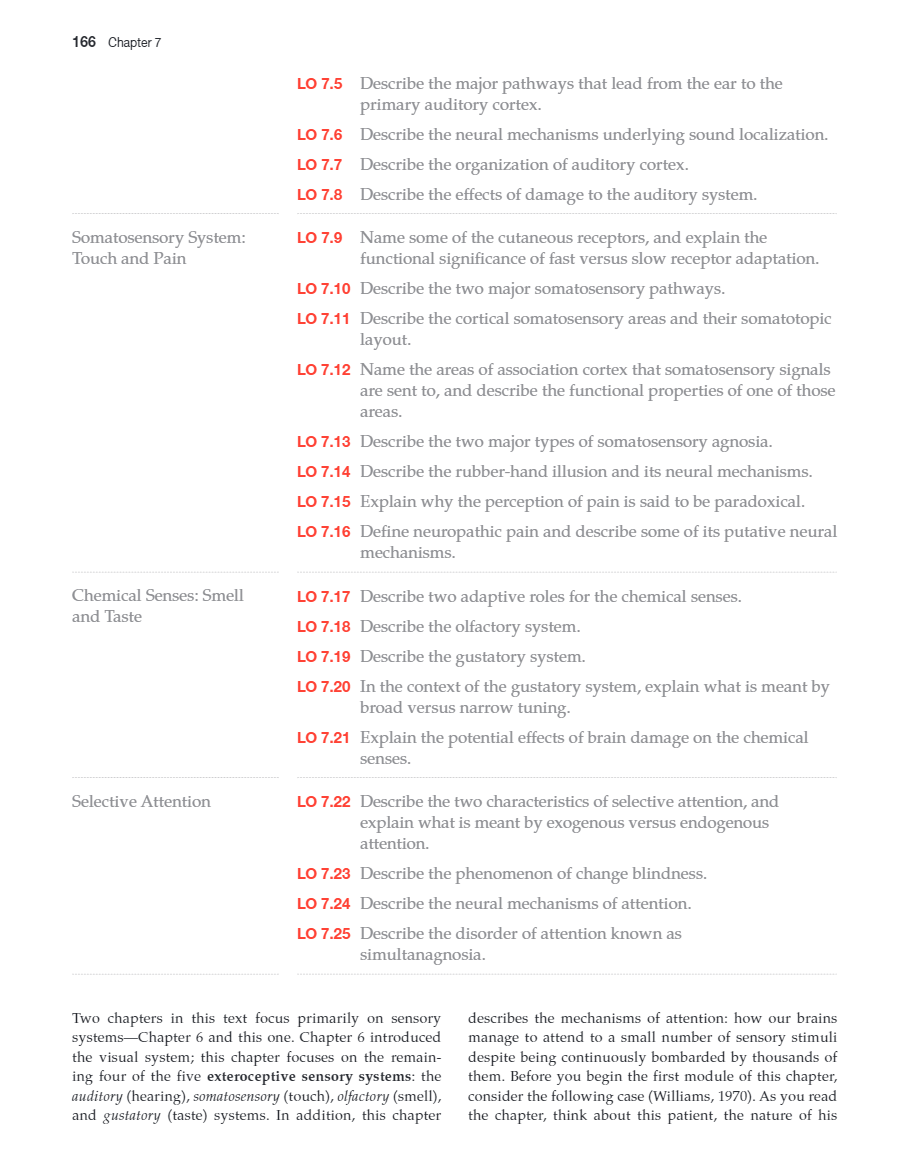 166 Chapter 7
LO 7.5 Describe the major pathways that lead from the ear to the
primary auditory cortex.
LO 7.6 Describe the neural mechanisms underlying sound localization.
LO 7.7 Describe the organization of auditory cortex.
LO 7.8 Describe the effects of damage to the auditory system.
Somatosensory System:
Touch and Pain
LO 7.9 Name some of the cutaneous receptors, and explain the
functional significance of fast versus slow receptor adaptation.
LO 7.10 Describe the two major somatosensory pathways.
LO 7.11 Describe the cortical somatosensory areas and their somatotopic
layout.
LO 7.12 Name the areas of association cortex that somatosensory signals
are sent to, and describe the functional properties of one of those
areas.
LO 7.13 Describe the two major types of somatosensory agnosia.
LO 7.14 Describe the rubber-hand illusion and its neural mechanisms.
LO 7.15 Explain why the perception of pain is said to be paradoxical.
LO 7.16 Define neuropathic pain and describe some of its putative neural
mechanisms.
Chemical Senses: Smell
and Taste
LO 7.17 Describe two adaptive roles for the chemical senses.
LO 7.18 Describe the olfactory system.
LO 7.19 Describe the gustatory system.
LO 7.20 In the context of the gustatory system, explain what is meant by
broad versus narrow tuning.
LO 7.21 Explain the potential effects of brain damage on the chemical
senses.
Selective Attention
LO 7.22 Describe the two characteristics of selective attention, and
explain what is meant by exogenous versus endogenous
attention.
LO 7.23 Describe the phenomenon of change blindness.
LO 7.24 Describe the neural mechanisms of attention.
LO 7.25 Describe the disorder of attention known as
simultanagnosia.
Two chapters in this text focus primarily on sensory
systems—Chapter 6 and this one. Chapter 6 introduced
the visual system; this chapter focuses on the remain-
ing four of the five exteroceptive sensory systems: the
auditory (hearing), somatosensory (touch), olfactory (smell),
and gustatory (taste) systems. In addition, this chapter
describes the mechanisms of attention: how our brains
manage to attend to a small number of sensory stimuli
despite being continuously bombarded by thousands of
them. Before you begin the first module of this chapter,
consider the following case (Williams, 1970). As you read
the chapter, think about this patient, the nature of his